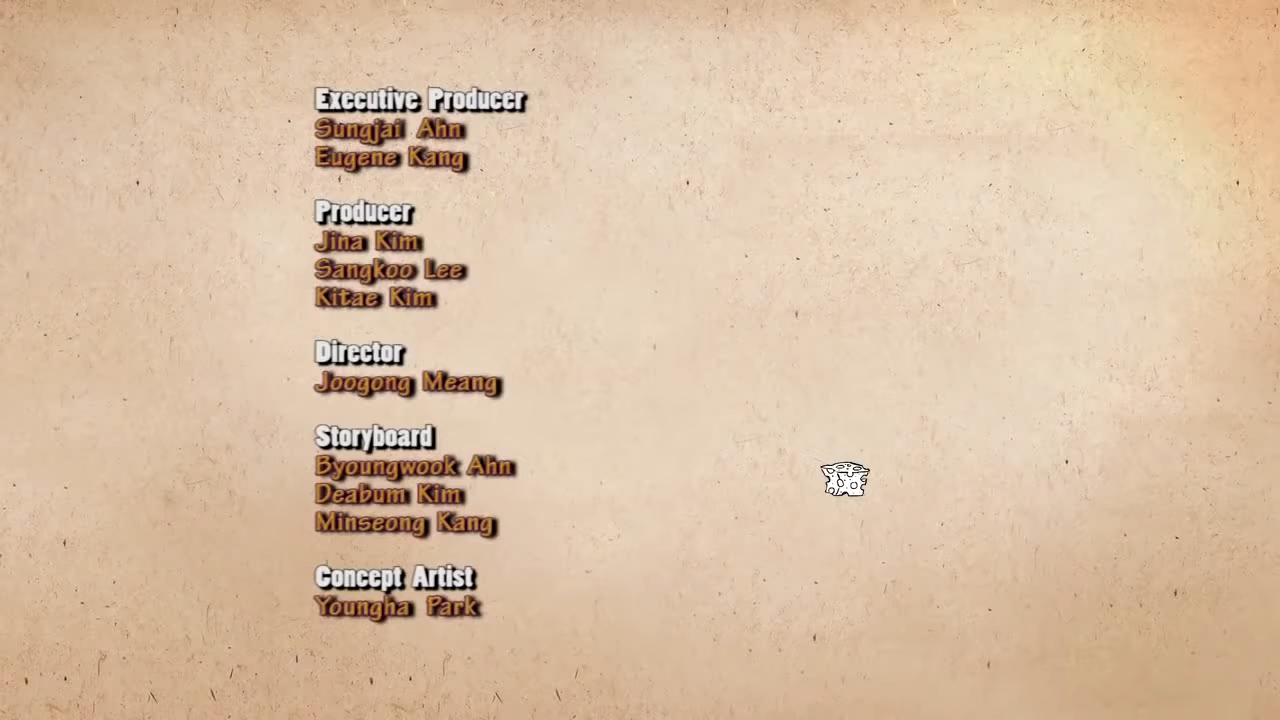 Executive Producer
Sungjai Ahn
Eugene Kang
Producer
Jina Kim
Sangkoo Lee
Kitae Kim
Director
Joogong Meang
Storyboard
Byoungwook Ahn
Deabum Kim
Minseong Kang
Concept Artist
Youngha Park